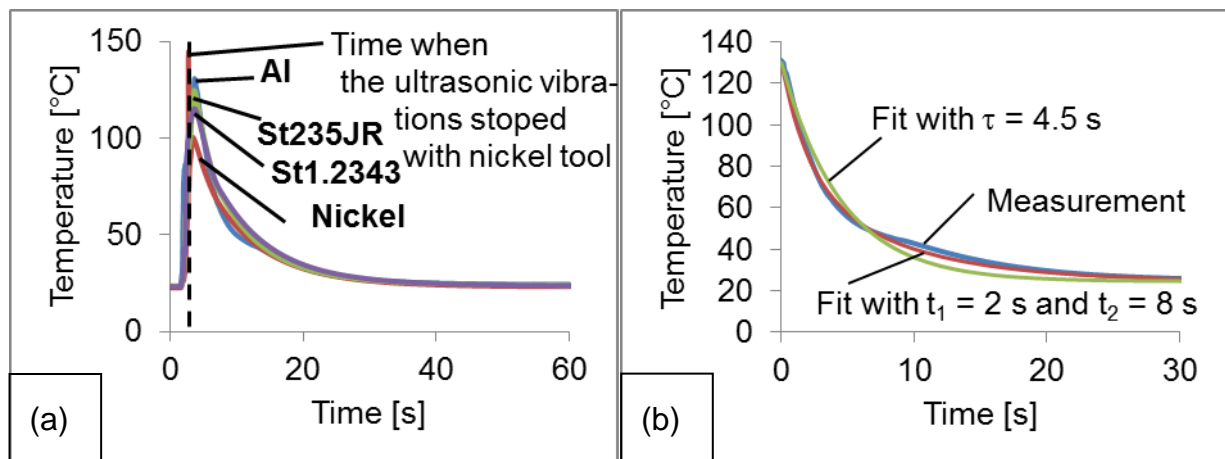 150
100
50
0
Temperature [°C]
0
20
40
60
Time [s]
Time when
the ultrasonic vibra-
tions stoped
with nickel tool
Al
St235JR
St1.2343
Nickel
(a)
140
120
100
80
60
40
20
0
Temperature [°C]
0
10
20
30
Time [s]
Fit with τ = 4.5 s
Measurement
Fit with t₁ = 2 s and t₂ = 8 s
(b)